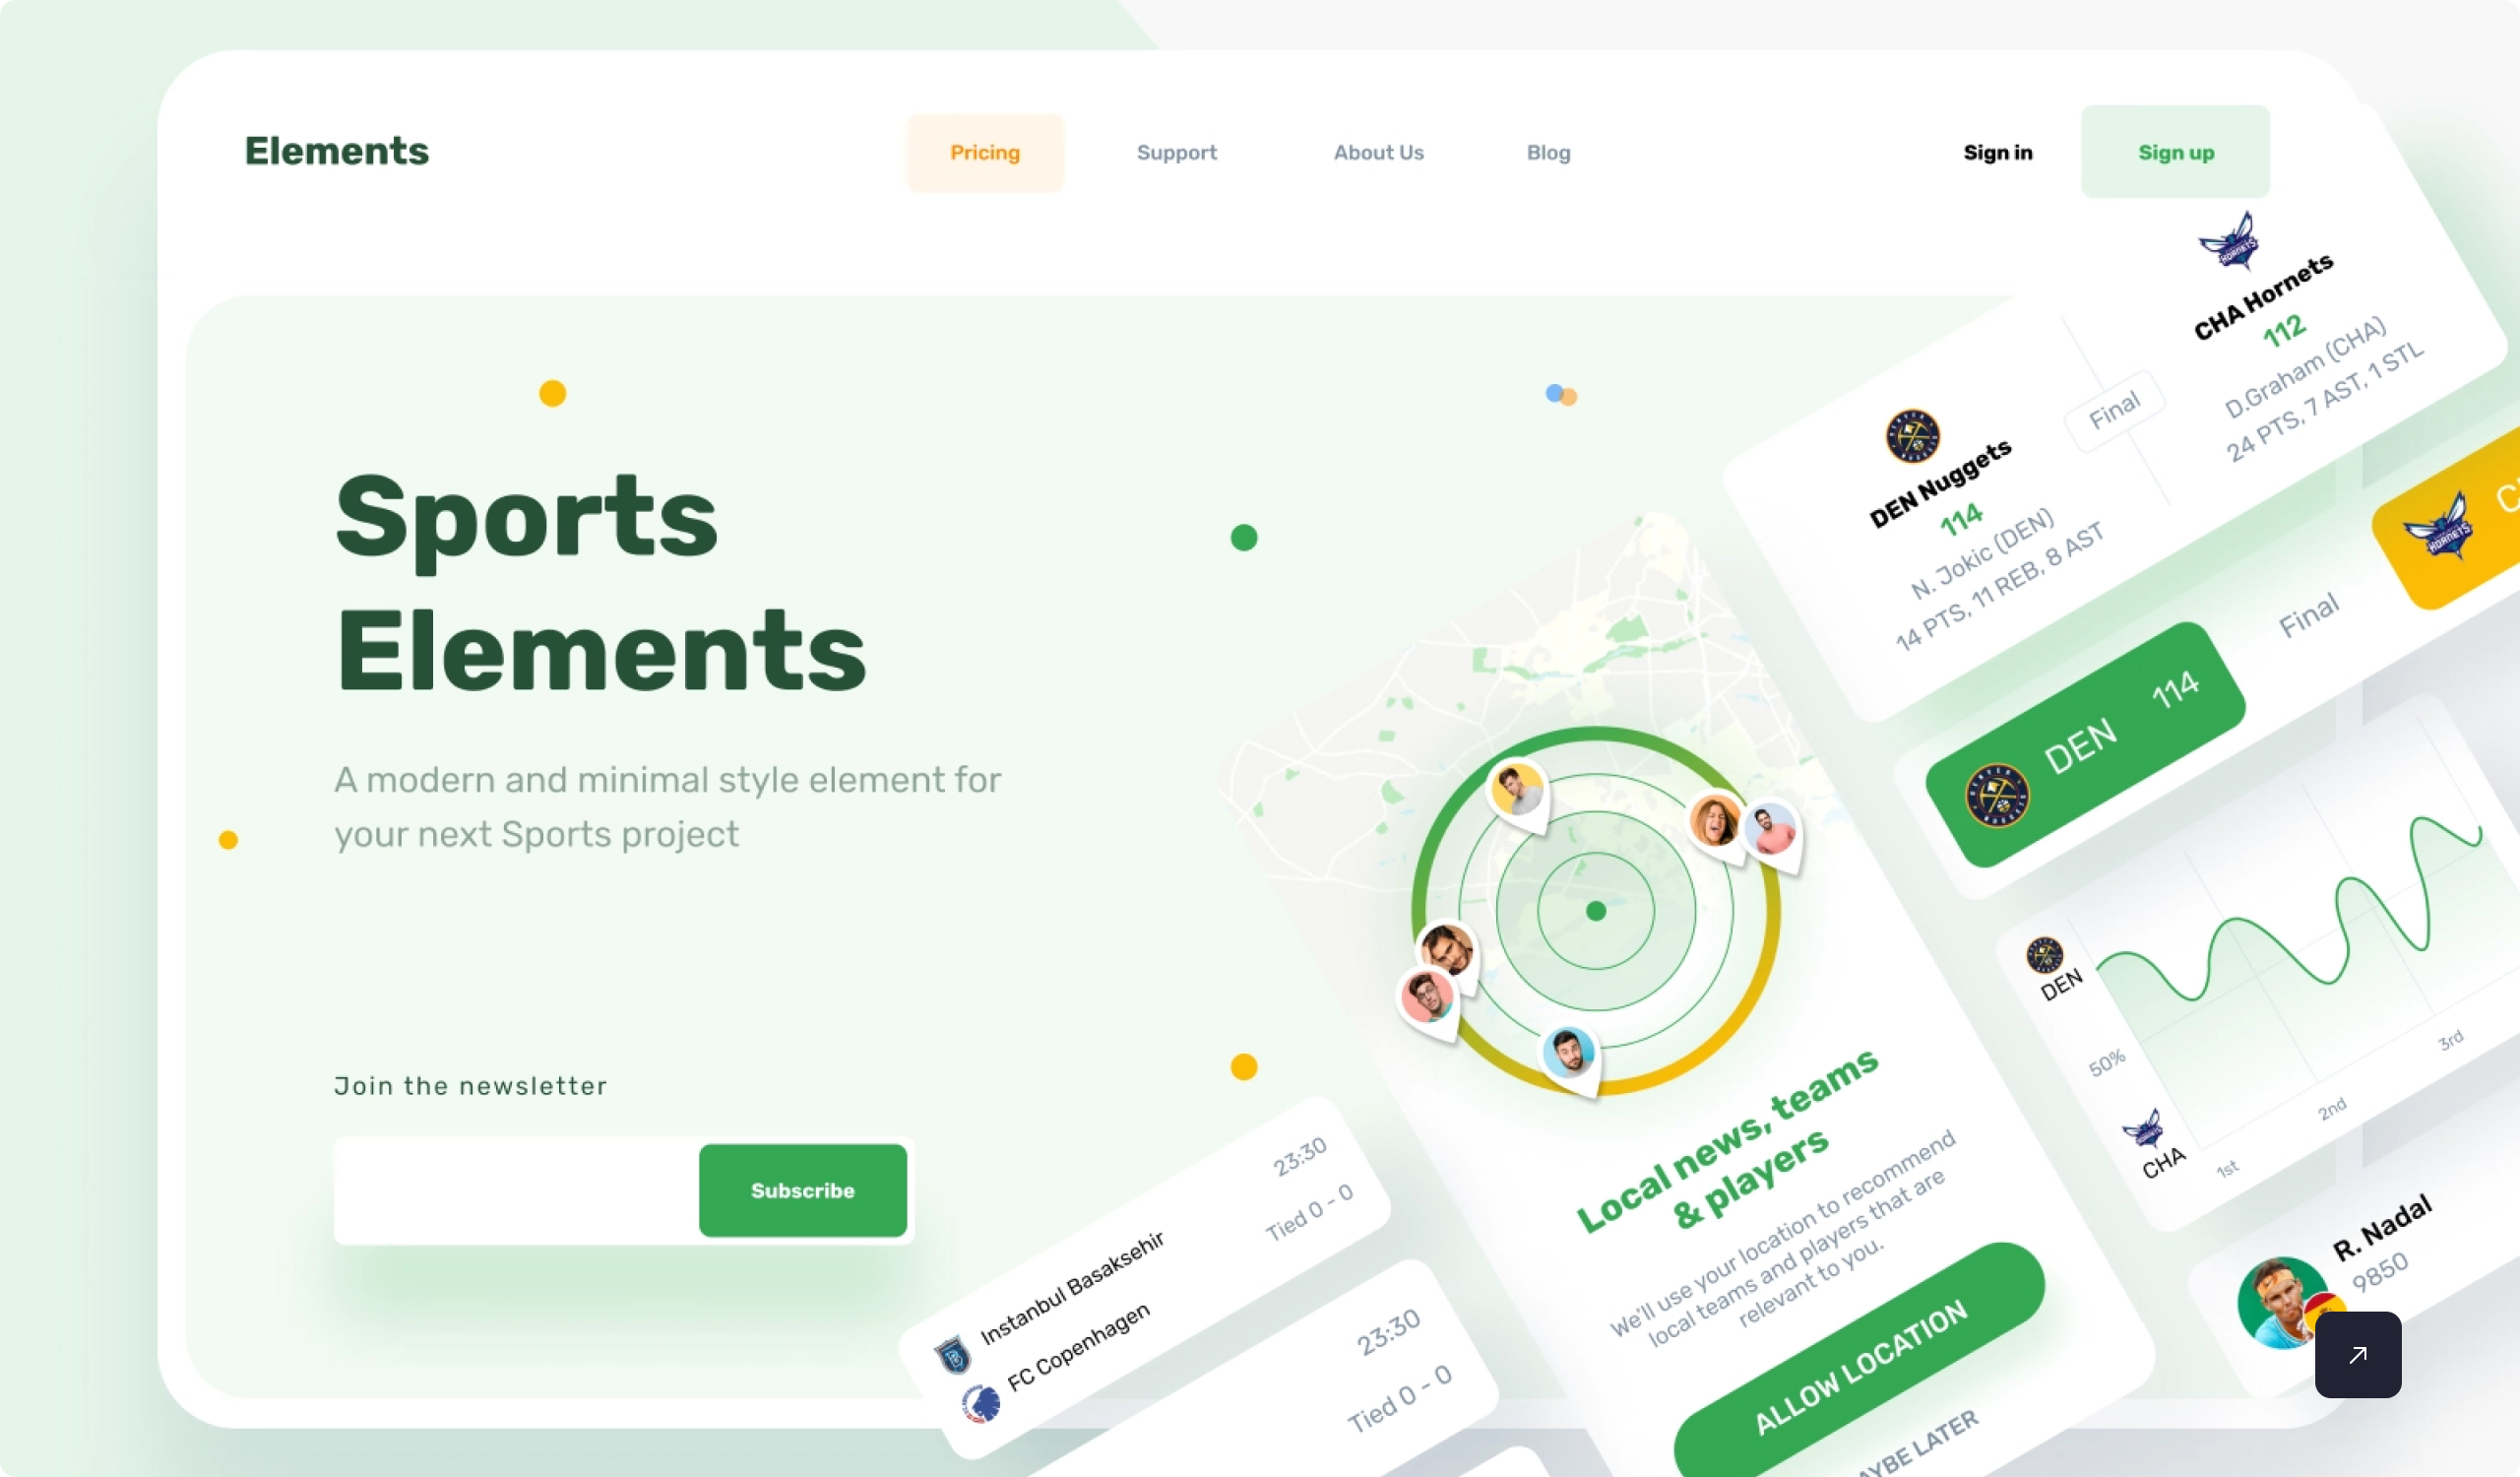 Elements
Pricing
Support
About Us
Blog
Sign in
Sign up
Sports
Elements
A modern and minimal style element for
your next Sports project
Join the newsletter
Subscribe
HORNETS
CHA Hornets
112
D.Graham (CHA)
24 PTS, 7 AST, 1 STL
Final
DEN Nuggets
114
N. Jokic (DEN)
14 PTS, 11 REB, 8 AST
DEN
114
Final
HORNETS
DEN
50%
CHA
1st
2nd
3rd
Local news, teams
& players
We'll use your location to recommend
local teams and players that are
relevant to you.
ALLOW LOCATION
LATER
Instanbul Basaksehir
23:30
FC Copenhagen
Tied 0 - 0
23:30
Tied 0 - 0
R. Nadal
9850